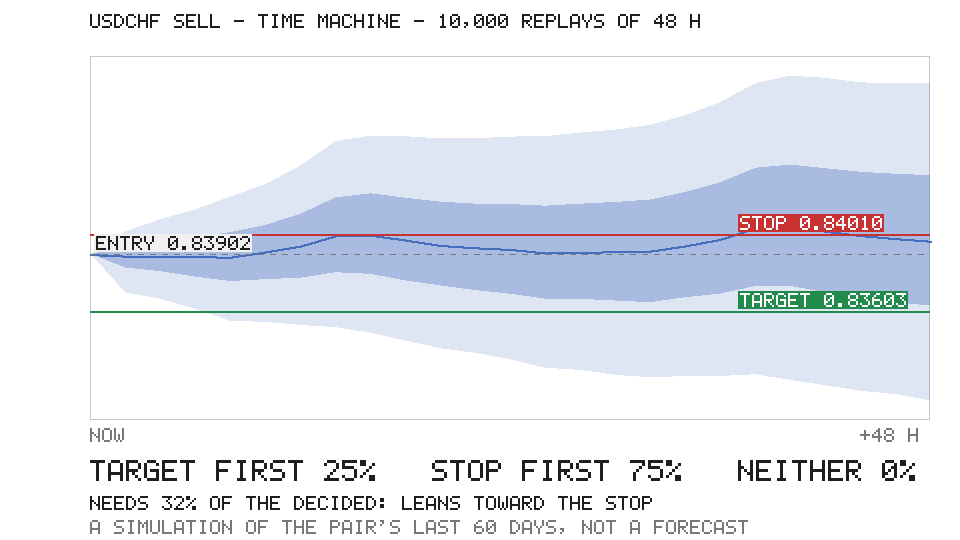 USDCHF SELL - TIME MACHINE - 10,000 REPLAYS OF 48 H
STOP 0.84010
ENTRY 0.83902
TARGET 0.83603
NOW +48 H
TARGET FIRST 25% STOP FIRST 75% NEITHER 0%
NEEDS 32% OF THE DECIDED: LEANS TOWARD THE STOP
A SIMULATION OF THE PAIR'S LAST 60 DAYS, NOT A FORECAST